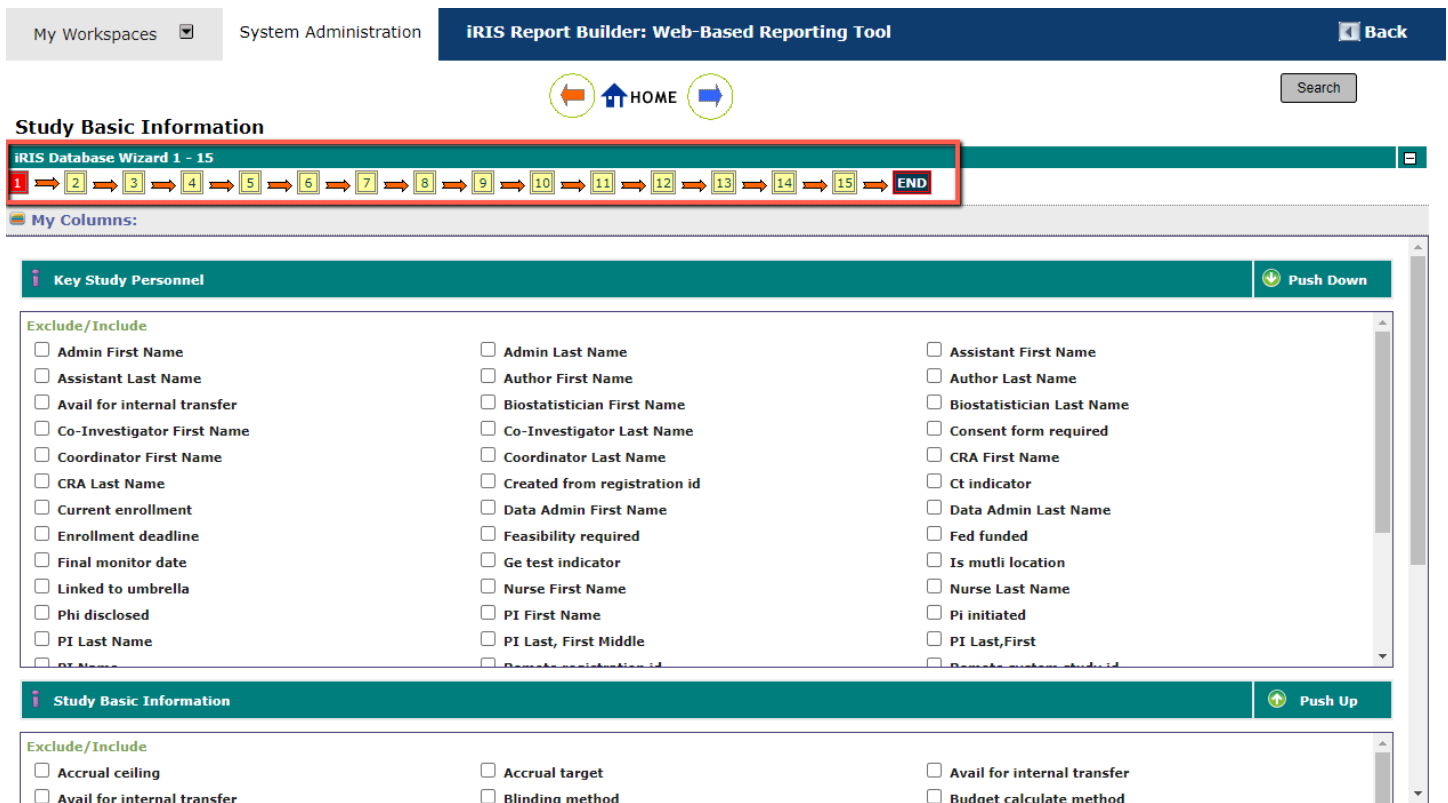 My Workspaces System Administration iRIS Report Builder: Web-Based Reporting Tool Back
HOME Search
Study Basic Information
iRIS Database Wizard 1 - 15
1 2 3 4 5 6 7 8 9 10 11 12 13 14 15 END
My Columns:
Key Study Personnel Push Down
Exclude/Include
Admin First Name Admin Last Name Assistant First Name
Assistant Last Name Author First Name Author Last Name
Avail for internal transfer Biostatistician First Name Biostatistician Last Name
Co-Investigator First Name Co-Investigator Last Name Consent form required
Coordinator First Name Coordinator Last Name CRA First Name
CRA Last Name Created from registration id Ct indicator
Current enrollment Data Admin First Name Data Admin Last Name
Enrollment deadline Feasibility required Fed funded
Final monitor date Ge test indicator Is mutli location
Linked to umbrella Nurse First Name Nurse Last Name
Phi disclosed PI First Name Pi initiated
PI Last Name PI Last, First Middle PI Last,First
PI Name Remote registration id Remote system study id
Study Basic Information Push Up
Exclude/Include
Accrual ceiling Accrual target Avail for internal transfer
Avail for internal transfer Blinding method Budget calculate method